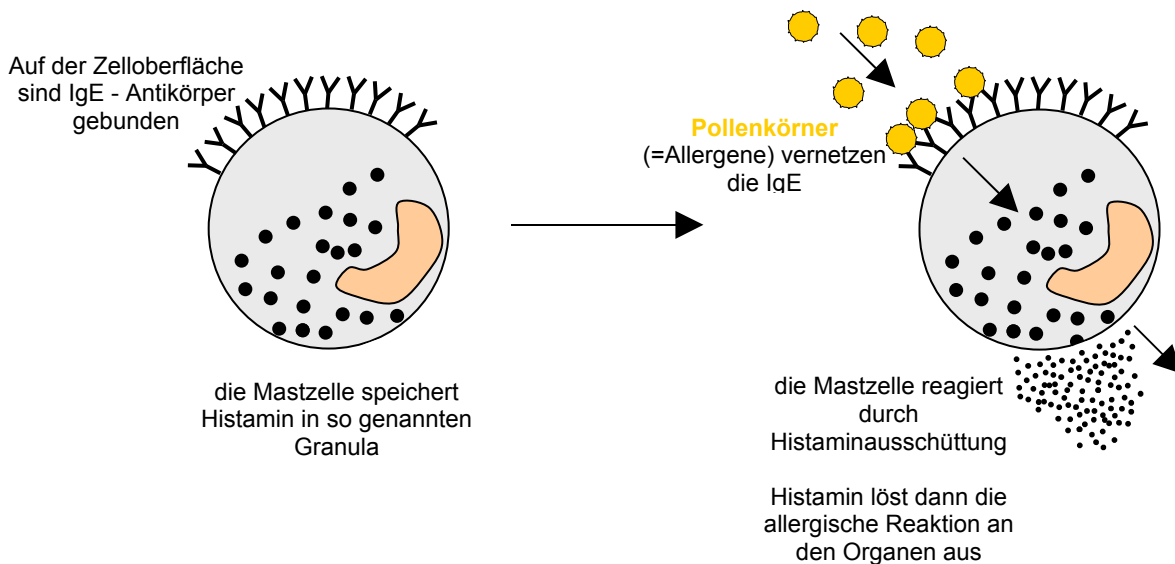 Auf der Zelloberfläche
sind IgE - Antikörper
gebunden
die Mastzelle speichert
Histamin in so genannten
Granula
Pollenkörner
(=Allergene) vernetzen
die IgE
die Mastzelle reagiert
durch
Histaminausschüttung
Histamin löst dann die
allergische Reaktion an
den Organen aus